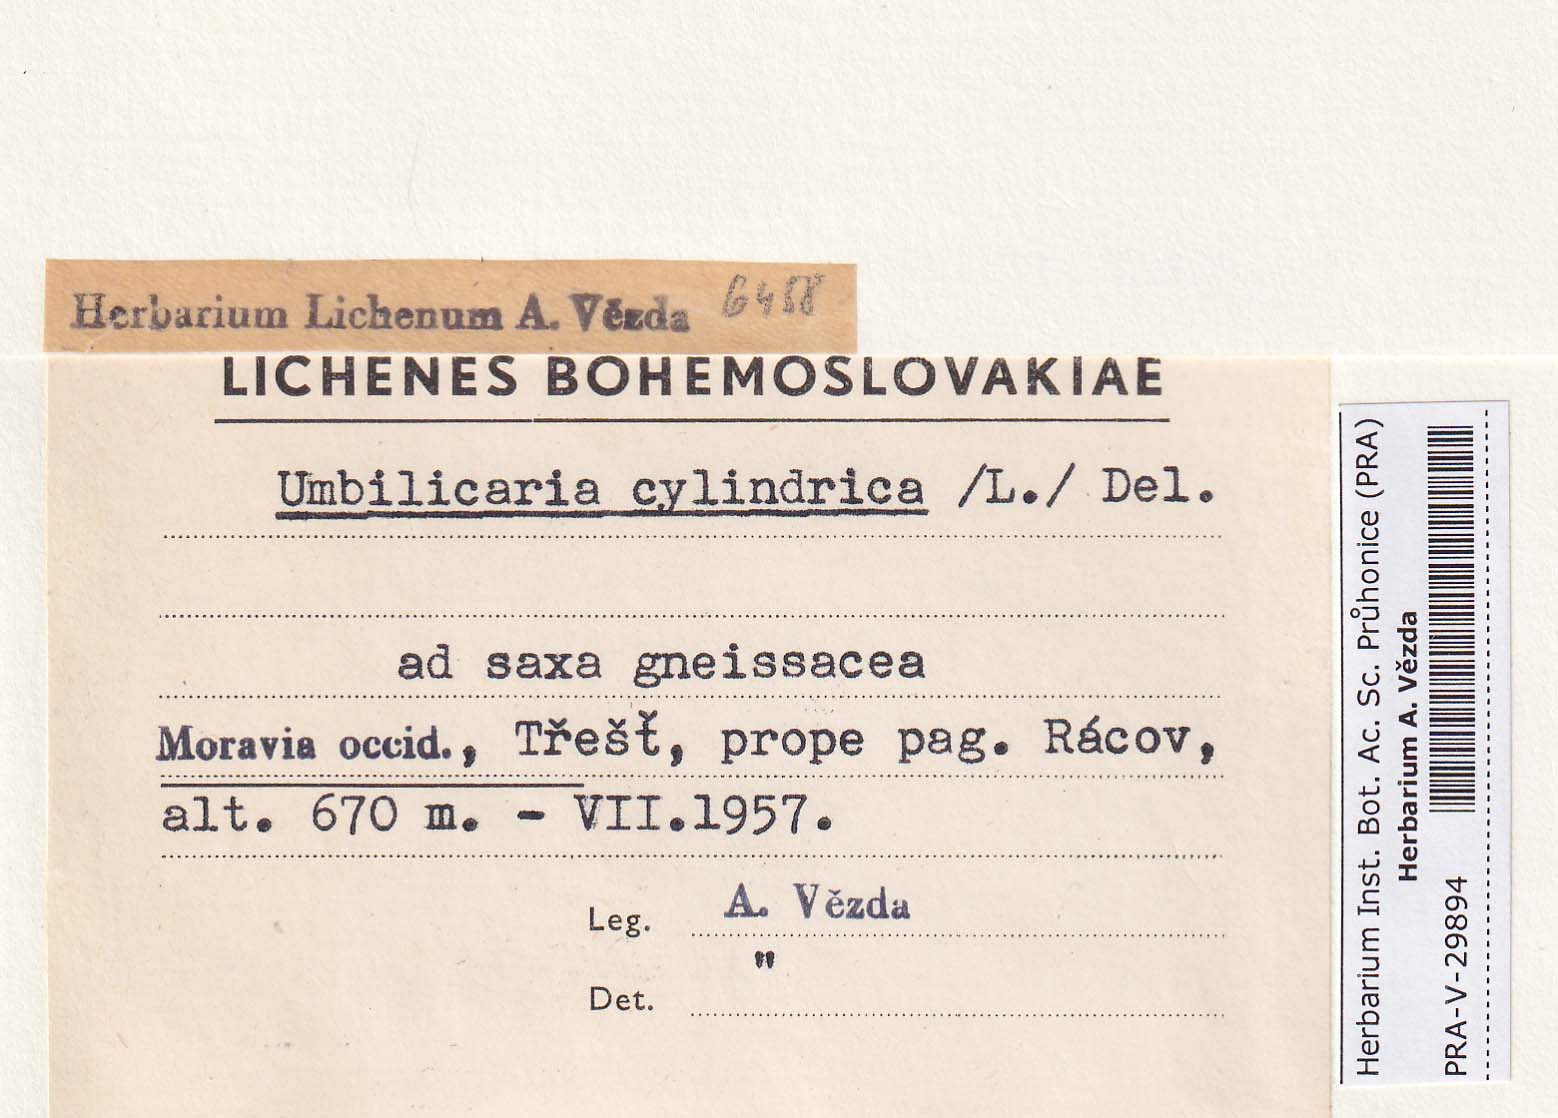 Herbarium Lichenum A. Vězda 6458
LICHENES BOHEMOSLOVAKIAE
Umbilicaria cylindrica /L./ Del.
ad saxa gneissacea
Moravia occid., Třešť, prope pag. Rácov,
alt. 670 m. - VII.1957.
Leg. A. Vězda
Det. "
Herbarium Inst. Bot. Ac. Sc. Průhonice (PRA)
Herbarium A. Vězda
PRA-V-29894